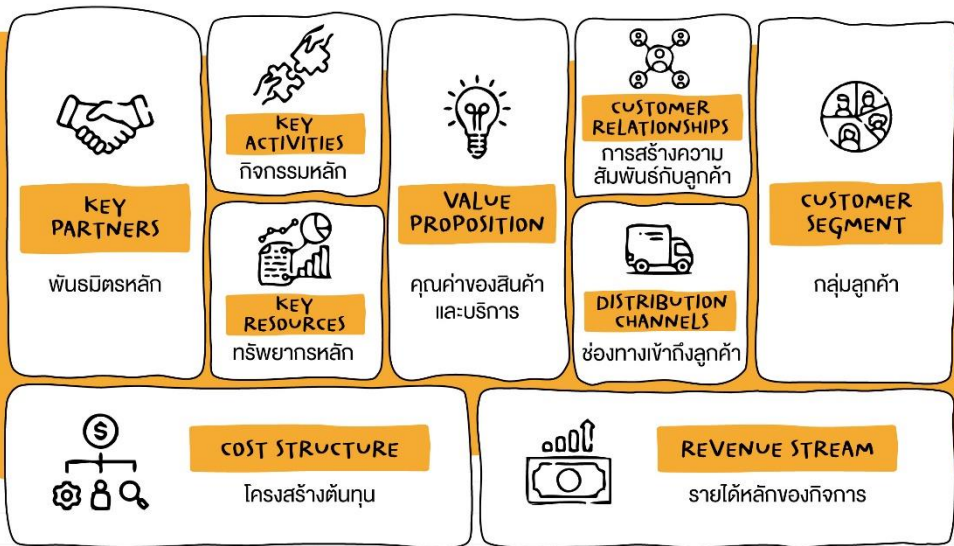 KEY
PARTNERS
พันธมิตรหลัก
KEY
ACTIVITIES
กิจกรรมหลัก
KEY
RESOURCES
ทรัพยากรหลัก
VALUE
PROPOSITION
คุณค่าของสินค้า
และบริการ
CUSTOMER
RELATIONSHIPS
การสร้างความ
สัมพันธ์กับลูกค้า
DISTRIBUTION
CHANNELS
ช่องทางเข้าถึงลูกค้า
CUSTOMER
SEGMENT
กลุ่มลูกค้า
$
COST STRUCTURE
โครงสร้างต้นทุน
REVENUE STREAM
รายได้หลักของกิจการ